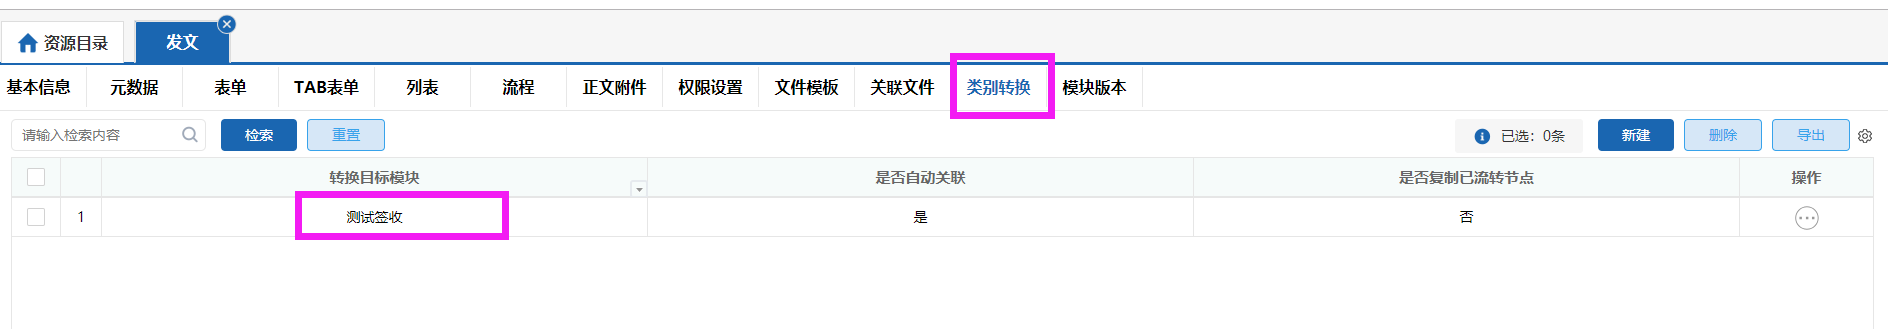 资源目录 发文
基本信息 元数据 表单 TAB表单 列表 流程 正文附件 权限设置 文件模板 关联文件 类别转换 模块版本
请输入检索内容 检索 重置 已选：0条 新建 删除 导出
转换目标模块 是否自动关联 是否复制已流转节点 操作
1 测试签收 是 否